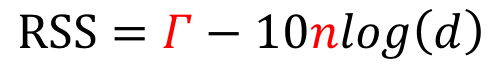 RSS = Γ − 10nlog(d)